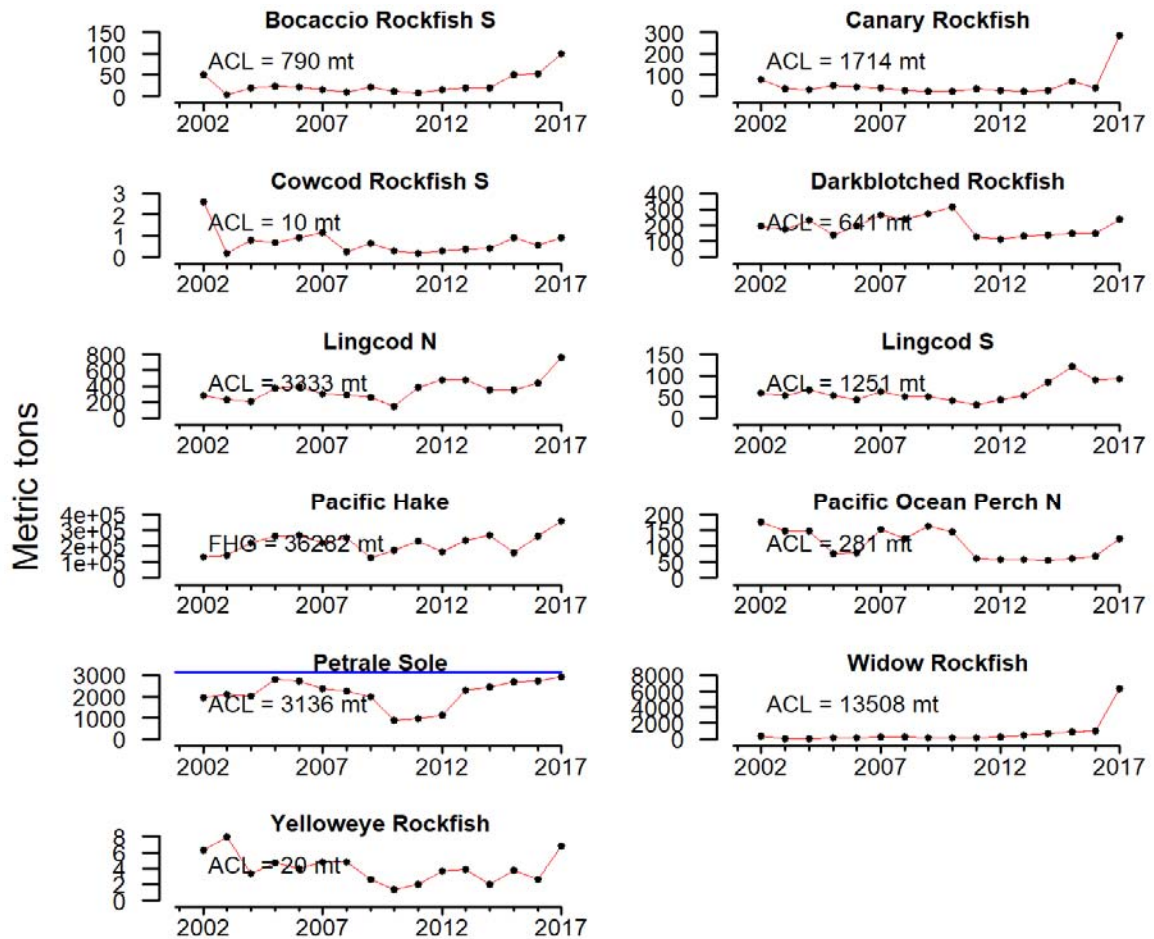 Metric tons
Bocaccio Rockfish S
150
100
50
0
ACL = 790 mt
2002 2007 2012 2017
Canary Rockfish
300
200
100
0
ACL = 1714 mt
2002 2007 2012 2017
Cowcod Rockfish S
3
2
1
0
ACL = 10 mt
2002 2007 2012 2017
Darkblotched Rockfish
400
300
200
100
0
ACL = 641 mt
2002 2007 2012 2017
Lingcod N
800
600
400
200
0
ACL = 3333 mt
2002 2007 2012 2017
Lingcod S
150
100
50
0
ACL = 1251 mt
2002 2007 2012 2017
Pacific Hake
4e+05
3e+05
2e+05
1e+05
0
FHG = 36282 mt
2002 2007 2012 2017
Pacific Ocean Perch N
200
150
100
50
0
ACL = 281 mt
2002 2007 2012 2017
Petrale Sole
3000
2000
1000
0
ACL = 3136 mt
2002 2007 2012 2017
Widow Rockfish
8000
6000
4000
2000
0
ACL = 13508 mt
2002 2007 2012 2017
Yelloweye Rockfish
8
6
4
2
0
ACL = 20 mt
2002 2007 2012 2017